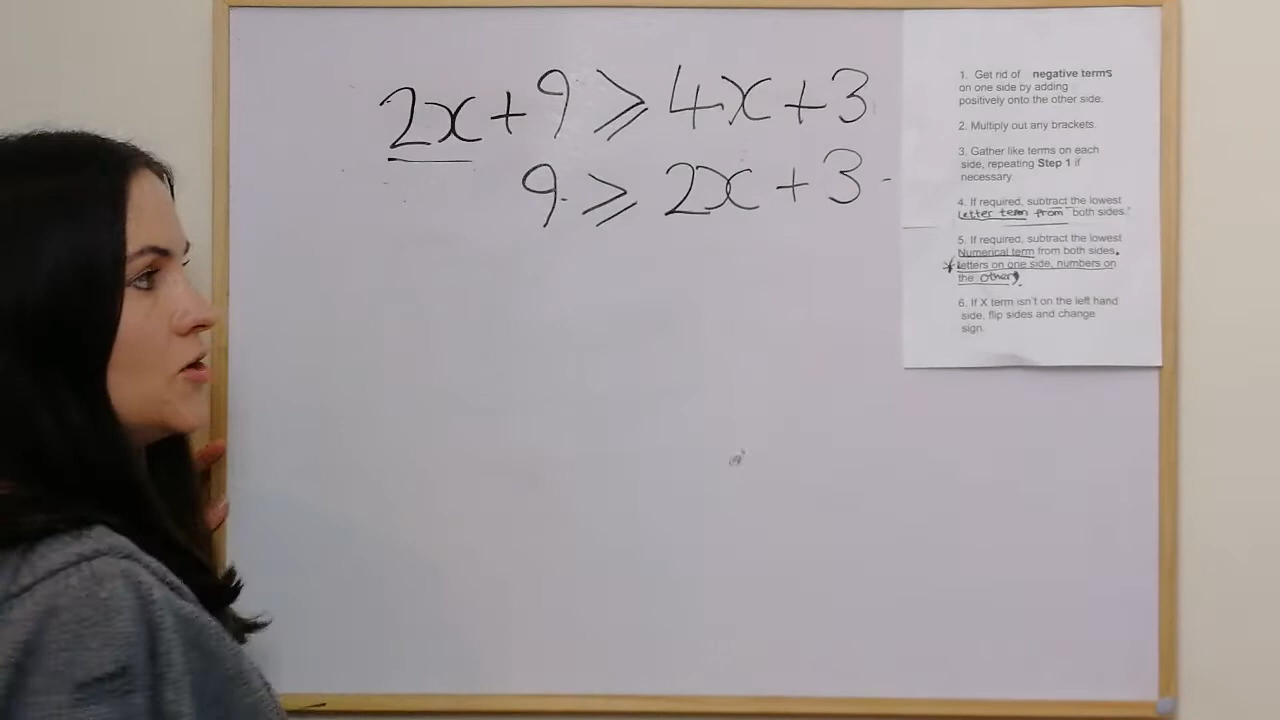 2x + 9 ⩾ 4x + 3
9 ⩾ 2x + 3
1. Get rid of negative terms
on one side by adding
positively onto the other side.
2. Multiply out any brackets.
3. Gather like terms on each
side, repeating Step 1 if
necessary.
4. If required, subtract the lowest
letter term from both sides.
5. If required, subtract the lowest
Numerical term from both sides.
* letters on one side, numbers on
the other.
6. If X term isn't on the left hand
side, flip sides and change
sign.